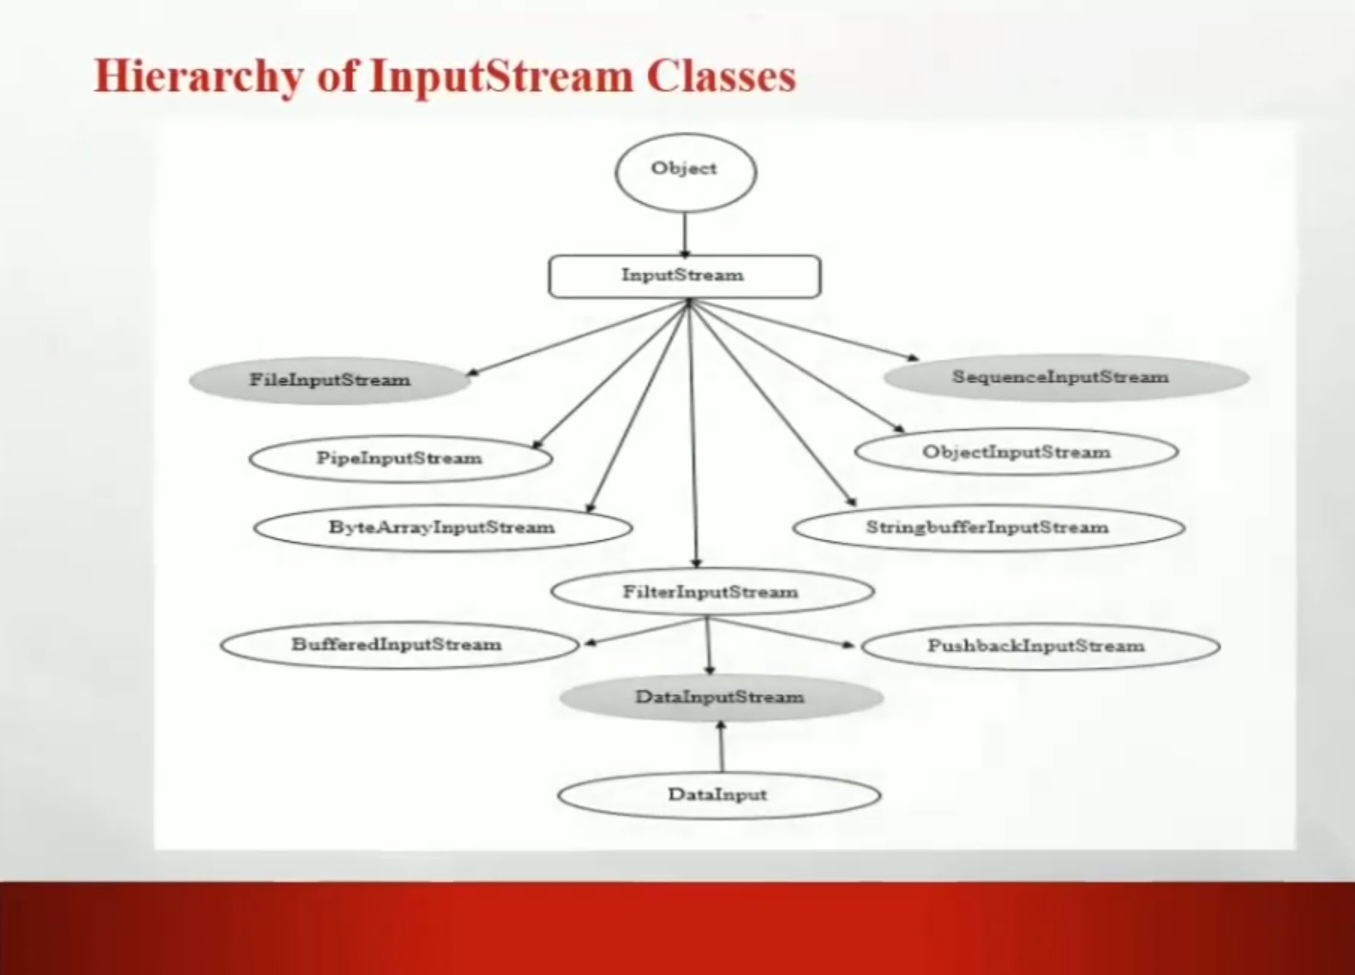 Hierarchy of InputStream Classes
Object
InputStream
FileInputStream
SequenceInputStream
PipeInputStream
ObjectInputStream
ByteArrayInputStream
StringbufferInputStream
FilterInputStream
BufferedInputStream
PushbackInputStream
DataInputStream
DataInput